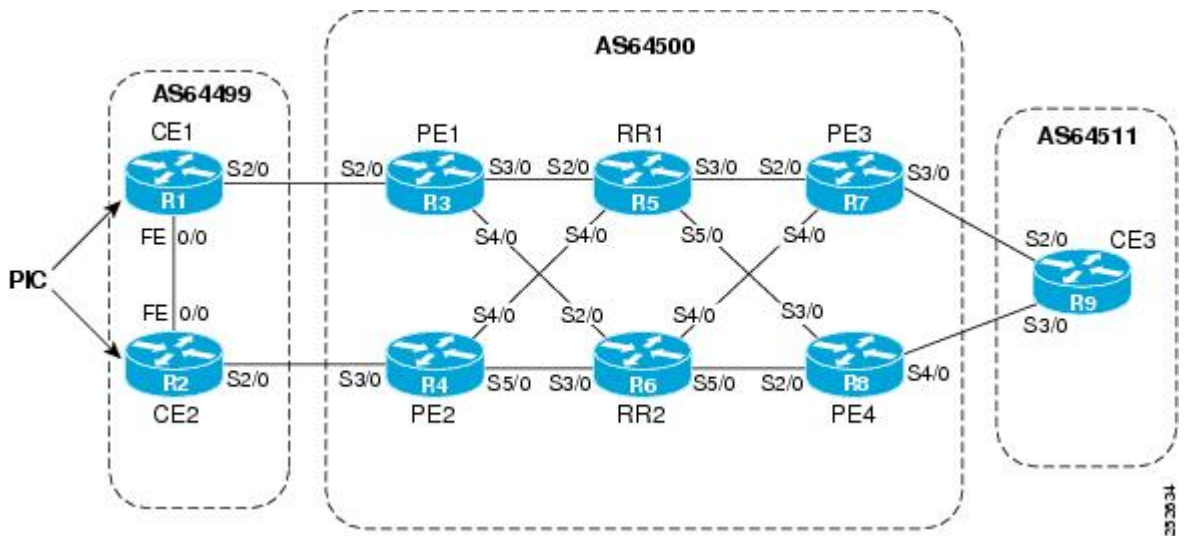 AS64500
AS64499
AS64511
CE1
PE1
RR1
PE3
S2/0
S2/0
S3/0
S2/0
S3/0
S2/0
S3/0
R1
R3
R5
R7
FE 0/0
S4/0
S4/0
S5/0
S4/0
S2/0
CE3
PIC
R9
FE 0/0
S4/0
S2/0
S4/0
S3/0
S3/0
R2
S2/0
S3/0
R4
S5/0
S3/0
R6
S5/0
S2/0
R8
S4/0
CE2
PE2
RR2
PE4